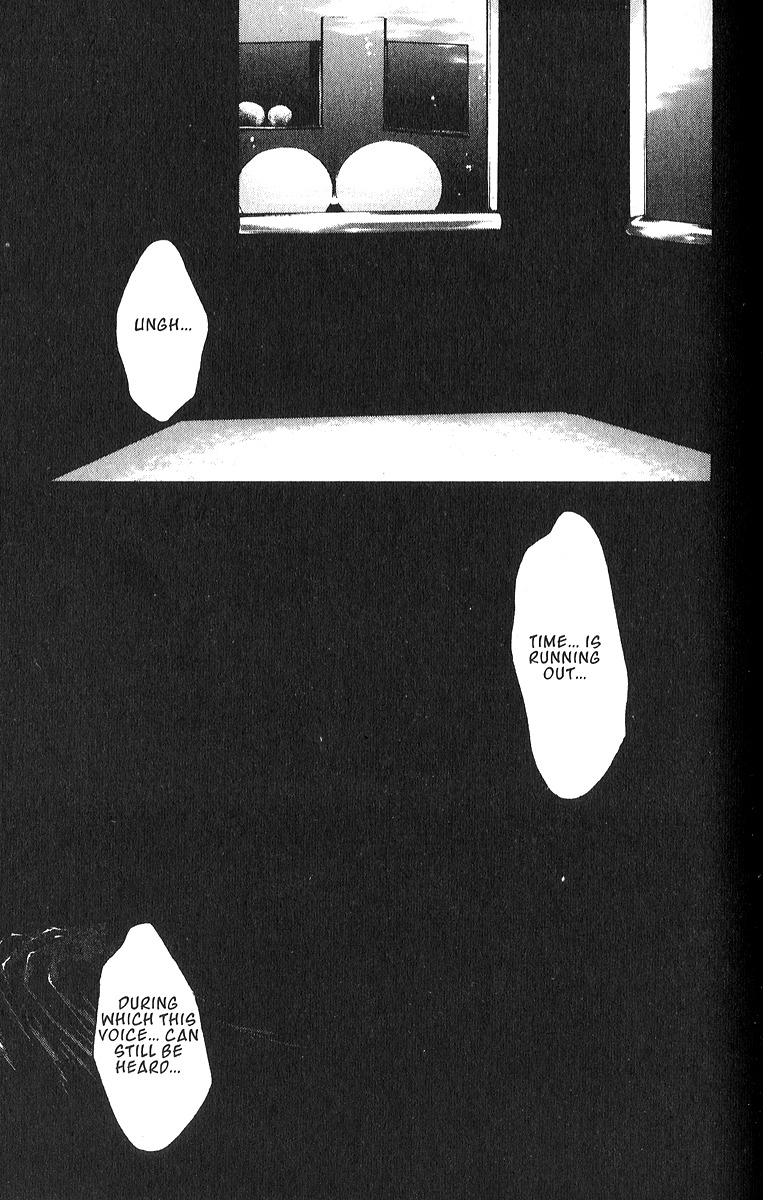 UNGH...
TIME... IS
RUNNING
OUT...
DURING
WHICH THIS
VOICE... CAN
STILL BE
HEARD...